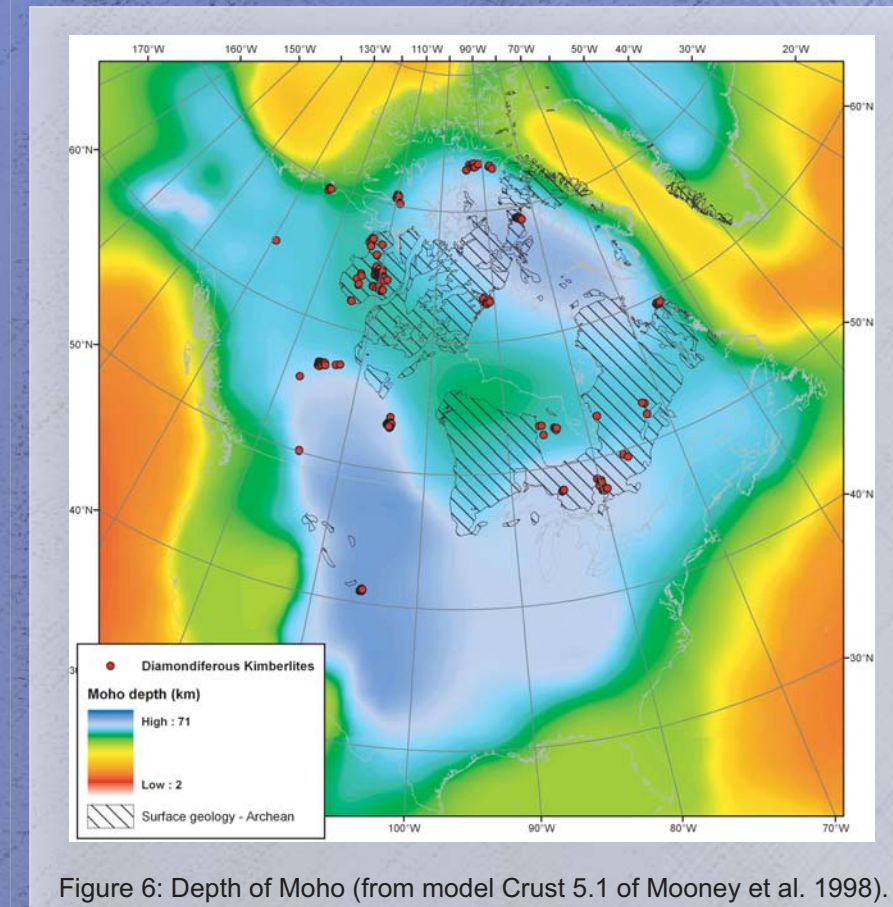 170°W 160°W 150°W 130°W 110°W 90°W 70°W 50°W 40°W 30°W 20°W
60°N
60°N
50°N
50°N
40°N
40°N
30°N
Diamondiferous Kimberlites
Moho depth (km)
High : 71
Low : 2
Surface geology - Archean
100°W 90°W 80°W 70°W
Figure 6: Depth of Moho (from model Crust 5.1 of Mooney et al. 1998).